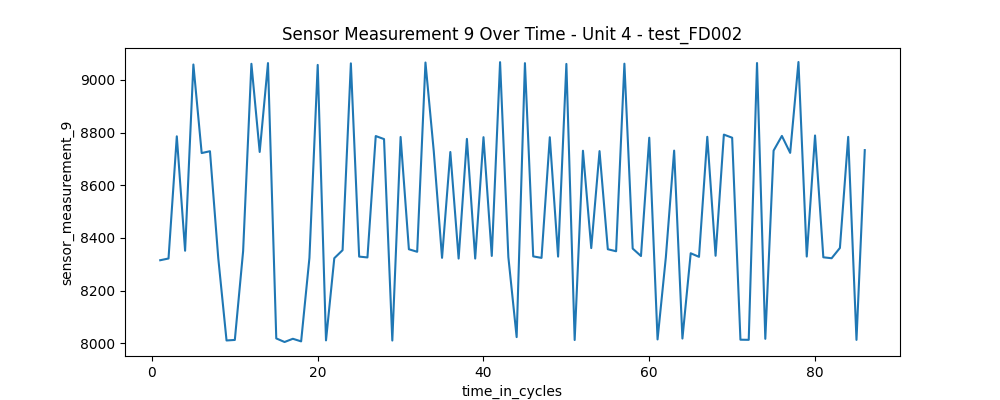 Sensor Measurement 9 Over Time - Unit 4 - test_FD002
sensor_measurement_9
9000
8800
8600
8400
8200
8000
0 20 40 60 80
time_in_cycles